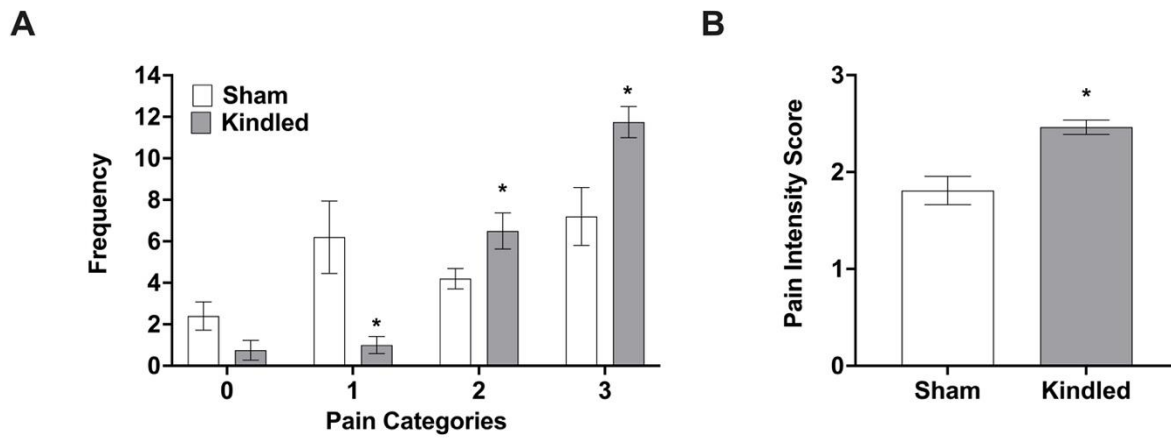 A
Frequency
14
12
10
8
6
4
2
0
Sham
Kindled
*
*
*
0 1 2 3
Pain Categories
B
Pain Intensity Score
3
2
1
0
*
Sham Kindled